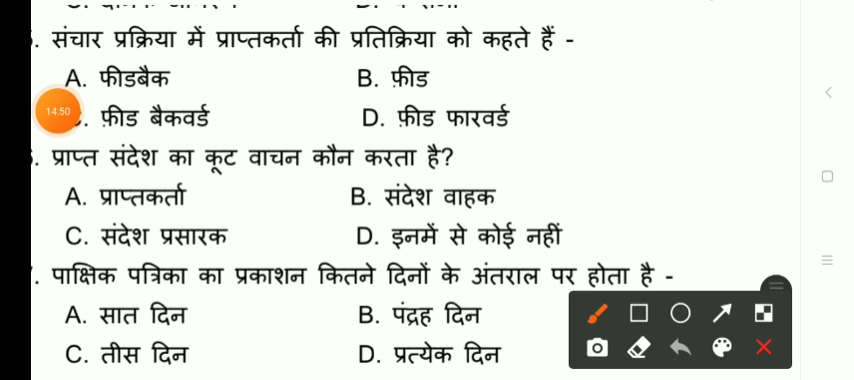 . संचार प्रक्रिया में प्राप्तकर्ता की प्रतिक्रिया को कहते हैं -
A. फीडबैक B. फ़ीड
14:50
. फ़ीड बैकवर्ड D. फ़ीड फारवर्ड
. प्राप्त संदेश का कूट वाचन कौन करता है?
A. प्राप्तकर्ता B. संदेश वाहक
C. संदेश प्रसारक D. इनमें से कोई नहीं
. पाक्षिक पत्रिका का प्रकाशन कितने दिनों के अंतराल पर होता है -
A. सात दिन B. पंद्रह दिन
C. तीस दिन D. प्रत्येक दिन